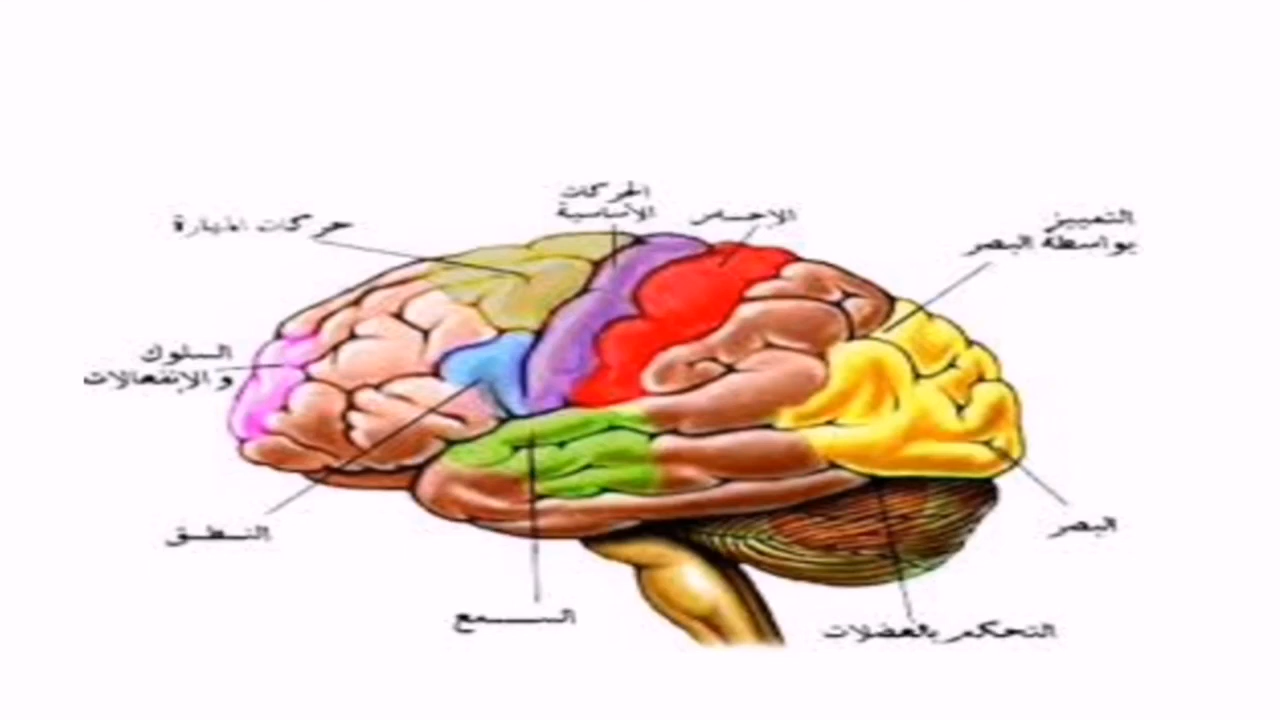 الحركات
الأساسية
الإحساس
التمييز
بواسطة البصر
حركات المهارة
السلوك
و الإنفعالات
النطق
السمع
التحكم بالعضلات
البصر